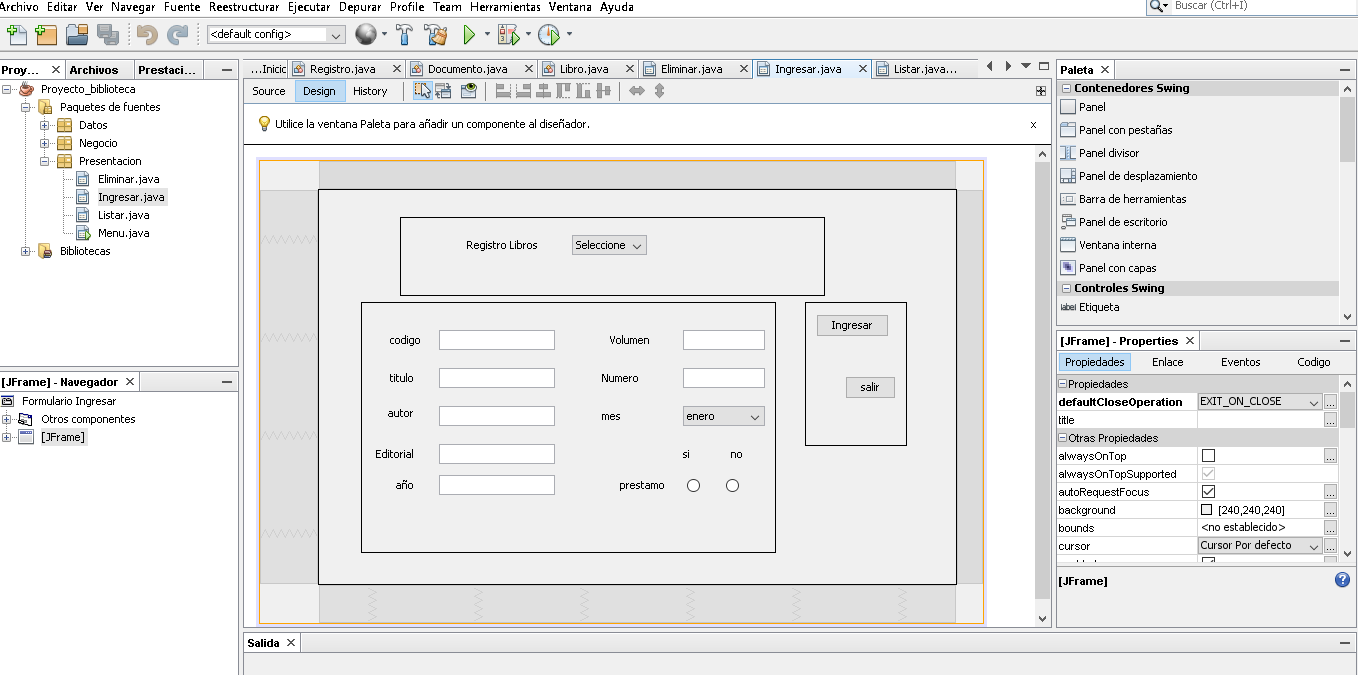 Archivo Editar Ver Navegar Fuente Reestructurar Ejecutar Depurar Profile Team Herramientas Ventana Ayuda
Buscar (Ctrl+I)
<default config>
Proy... Archivos Prestaci...
Proyecto_biblioteca
Paquetes de fuentes
Datos
Negocio
Presentacion
Eliminar.java
Ingresar.java
Listar.java
Menu.java
Bibliotecas
[JFrame] - Navegador
Formulario Ingresar
Otros componentes
[JFrame]
...Inicio Registro.java Documento.java Libro.java Eliminar.java Ingresar.java Listar.java...
Source Design History
Utilice la ventana Paleta para añadir un componente al diseñador.
x
Registro Libros Seleccione
codigo Volumen
titulo Numero
autor mes enero
Editorial si no
año prestamo
Ingresar
salir
Paleta
Contenedores Swing
Panel
Panel con pestañas
Panel divisor
Panel de desplazamiento
Barra de herramientas
Panel de escritorio
Ventana interna
Panel con capas
Controles Swing
label Etiqueta
[JFrame] - Properties
Propiedades Enlace Eventos Codigo
Propiedades
defaultCloseOperation EXIT_ON_CLOSE ...
title ...
Otras Propiedades
alwaysOnTop ...
alwaysOnTopSupported
autoRequestFocus ...
background [240,240,240] ...
bounds <no establecido> ...
cursor Cursor Por defecto ...
[JFrame]
Salida